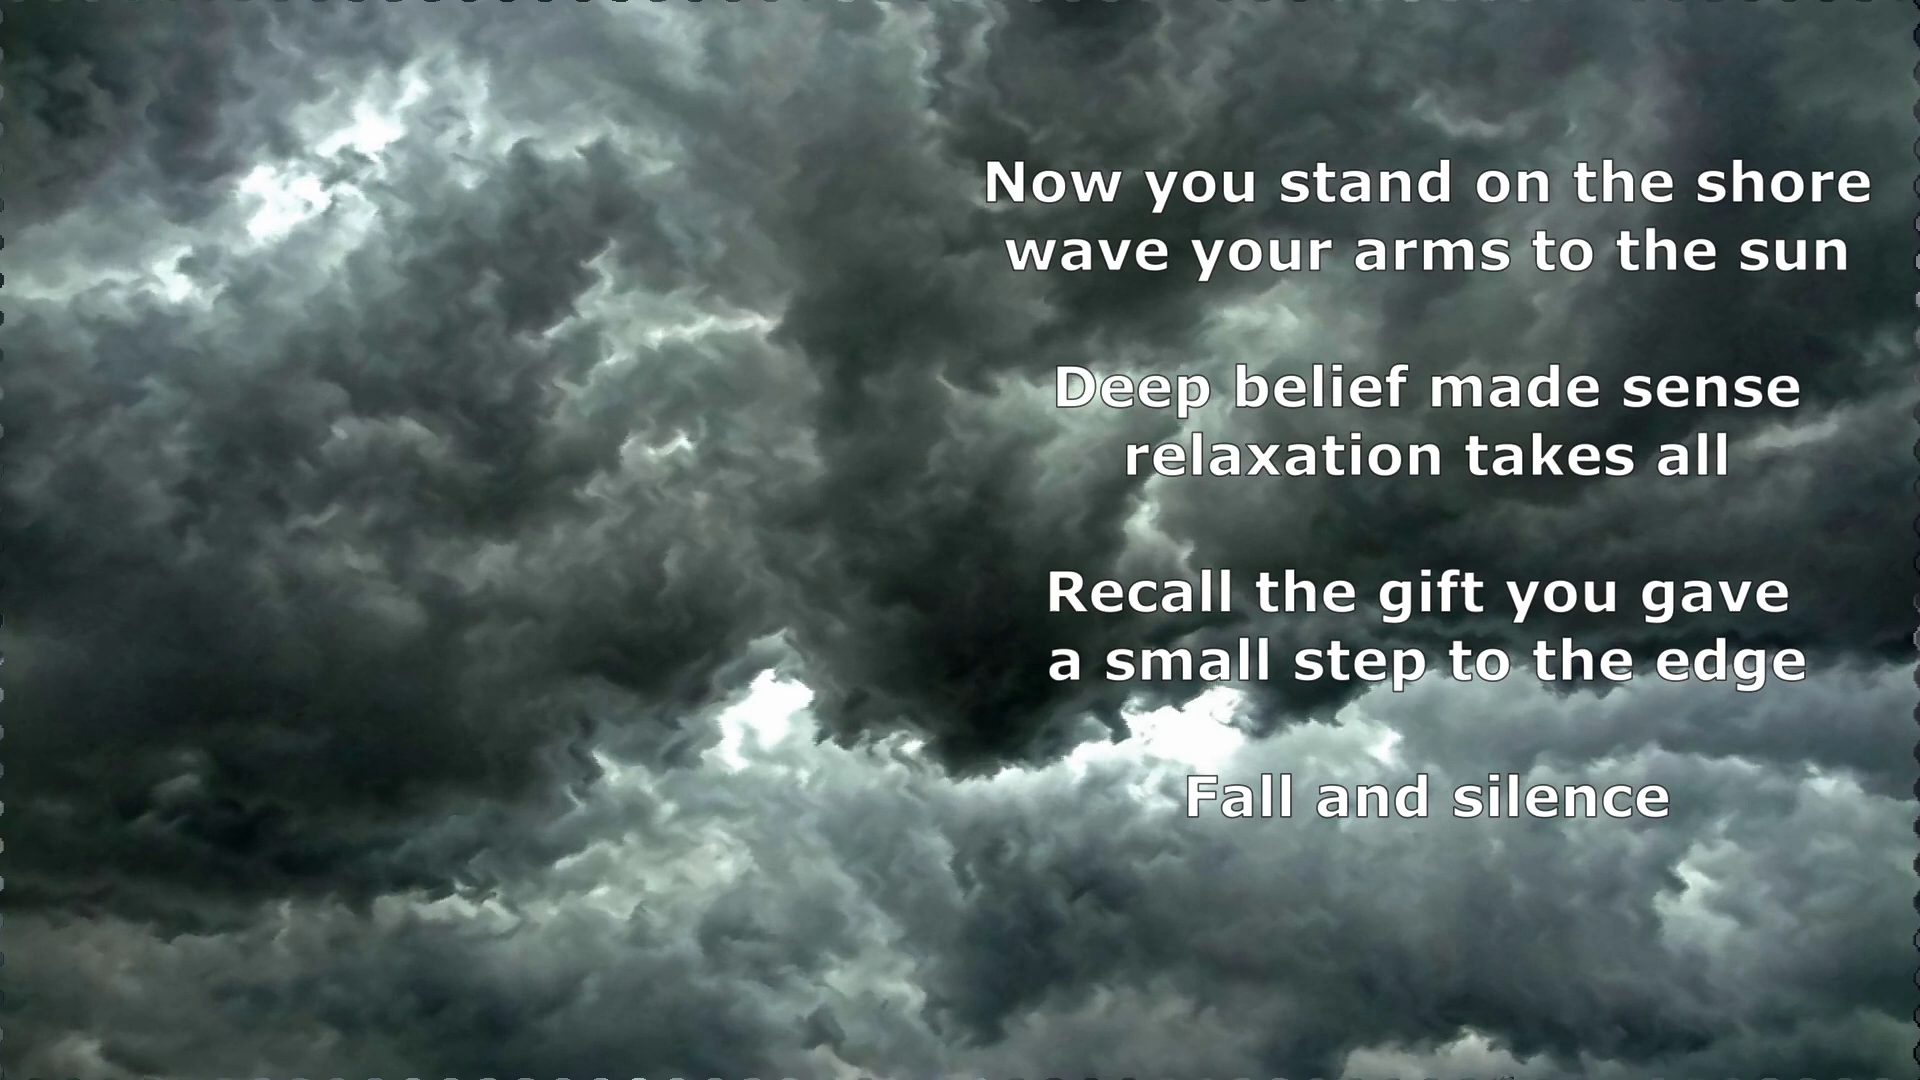 Now you stand on the shore
wave your arms to the sun
Deep belief made sense
relaxation takes all
Recall the gift you gave
a small step to the edge
Fall and silence